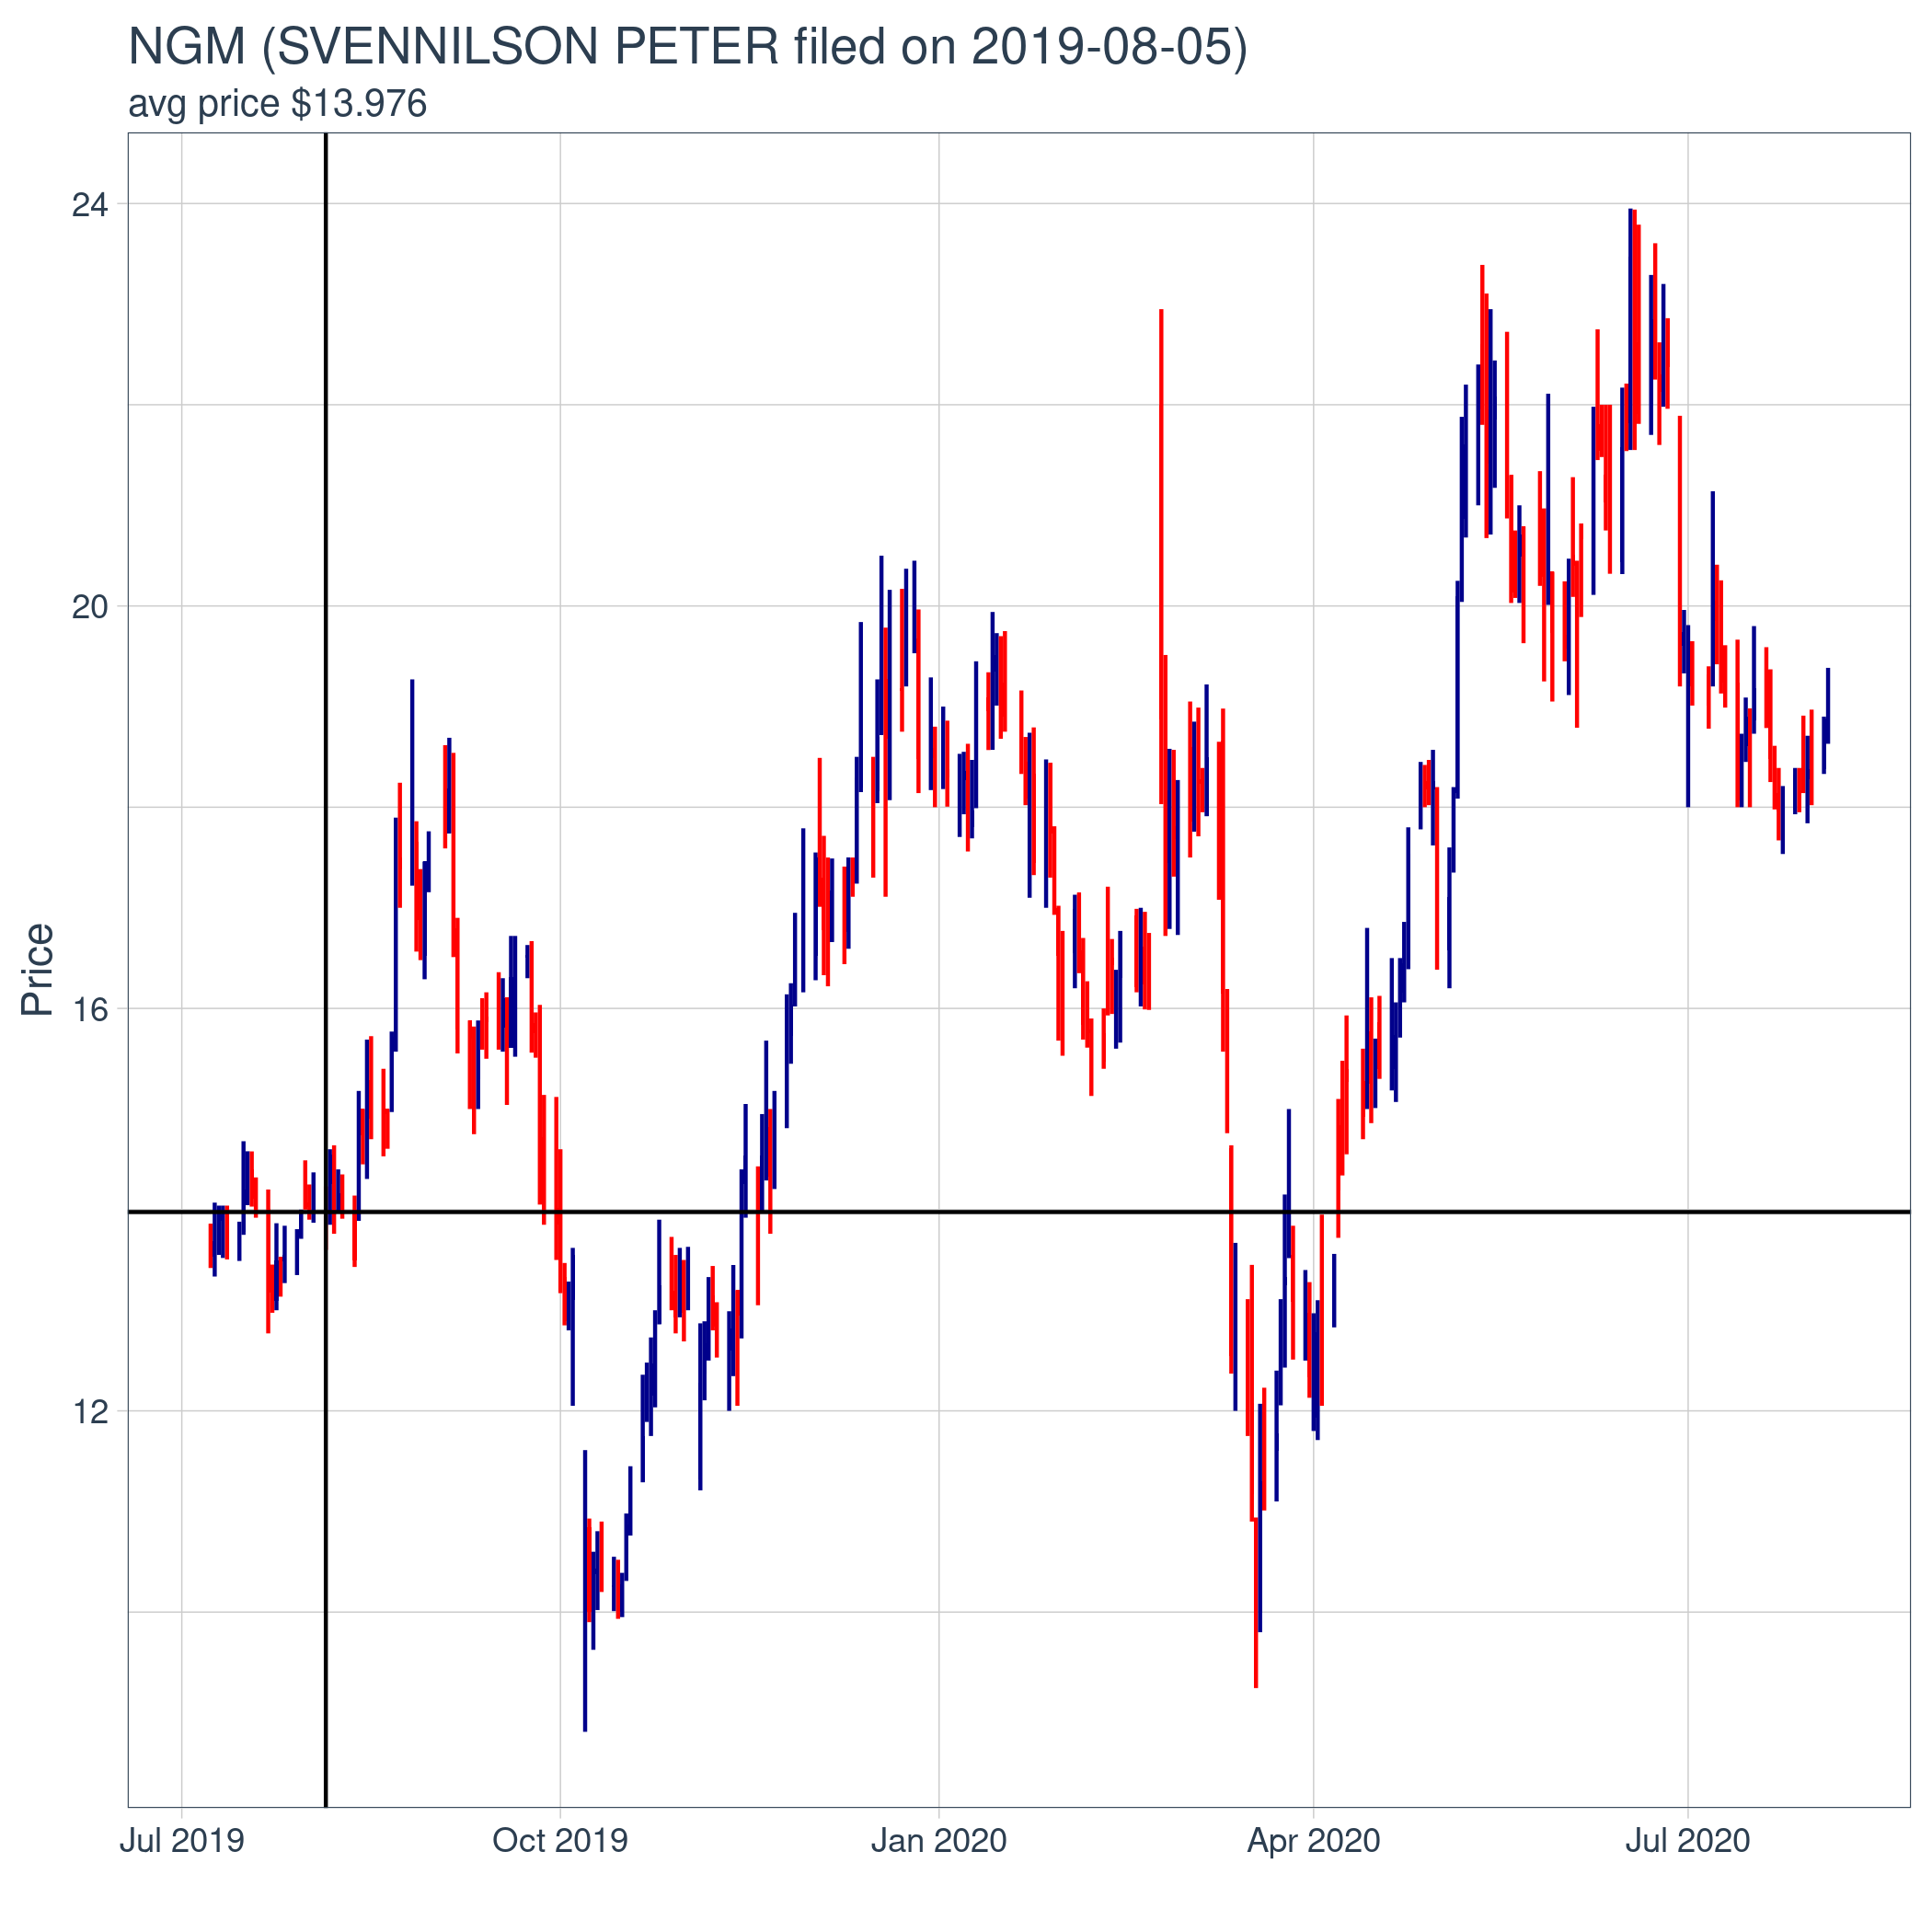 NGM (SVENNILSON PETER filed on 2019-08-05)
avg price $13.976
24
20
16
12
Price
Jul 2019
Oct 2019
Jan 2020
Apr 2020
Jul 2020